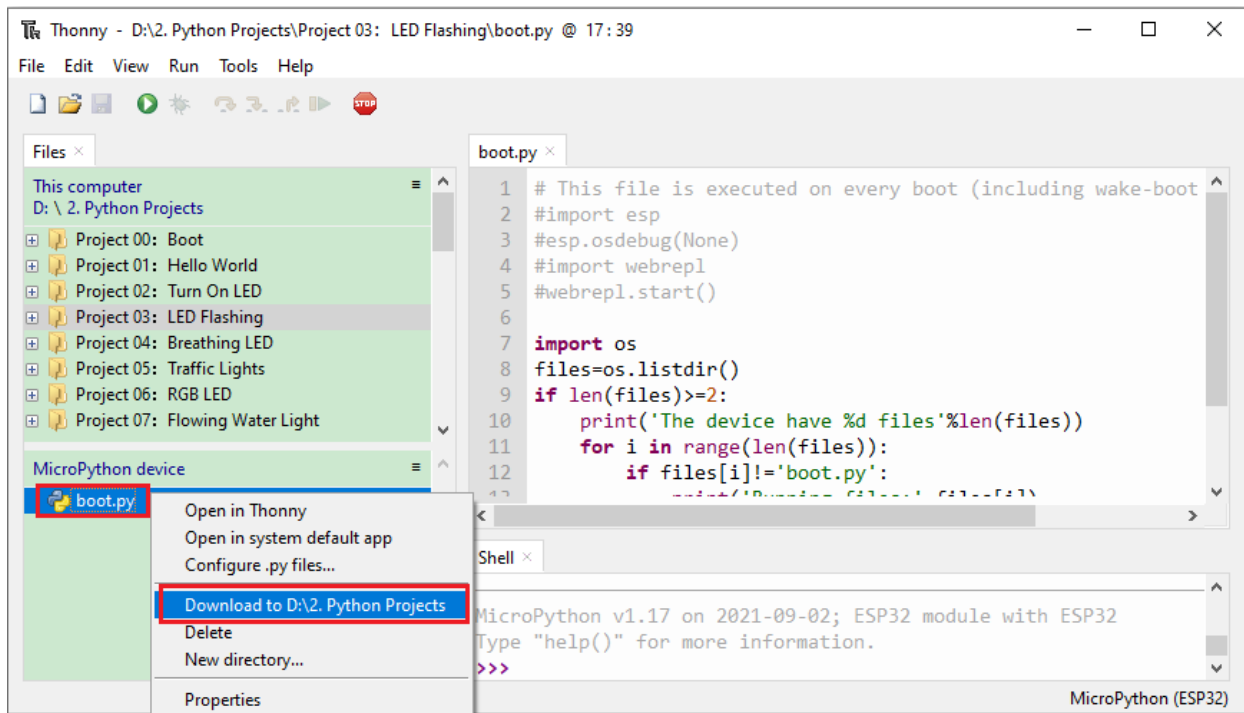 Thonny - D:\2. Python Projects\Project 03: LED Flashing\boot.py @ 17:39
File Edit View Run Tools Help
STOP
Files
This computer
D: \ 2. Python Projects
Project 00: Boot
Project 01: Hello World
Project 02: Turn On LED
Project 03: LED Flashing
Project 04: Breathing LED
Project 05: Traffic Lights
Project 06: RGB LED
Project 07: Flowing Water Light
MicroPython device
boot.py
Open in Thonny
Open in system default app
Configure .py files...
Download to D:\2. Python Projects
Delete
New directory...
Properties
boot.py
1 # This file is executed on every boot (including wake-boot
2 #import esp
3 #esp.osdebug(None)
4 #import webrepl
5 #webrepl.start()
6
7 import os
8 files=os.listdir()
9 if len(files)>=2:
10 print('The device have %d files'%len(files))
11 for i in range(len(files)):
12 if files[i]!='boot.py':
Shell
MicroPython v1.17 on 2021-09-02; ESP32 module with ESP32
Type "help()" for more information.
>>>
MicroPython (ESP32)